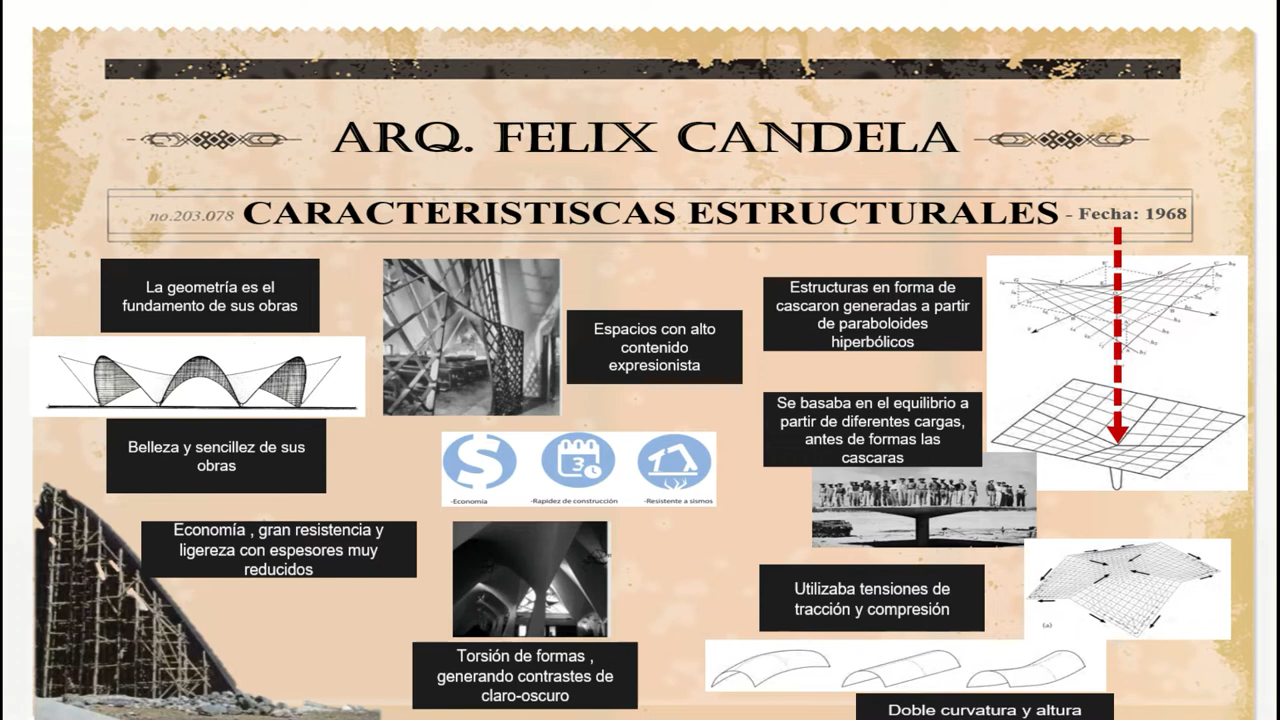 ARQ. FELIX CANDELA
no.203.078 CARACTERISTISCAS ESTRUCTURALES - Fecha: 1968
La geometría es el
fundamento de sus obras
Espacios con alto
contenido
expresionista
Estructuras en forma de
cascaron generadas a partir
de paraboloides
hiperbólicos
Se basaba en el equilibrio a
partir de diferentes cargas,
antes de formas las
cascaras
Belleza y sencillez de sus
obras
3
-Economía
-Rapidez de construcción
-Resistente a sismos
Economía , gran resistencia y
ligereza con espesores muy
reducidos
Utilizaba tensiones de
tracción y compresión
(a)
Torsión de formas ,
generando contrastes de
claro-oscuro
Doble curvatura y altura